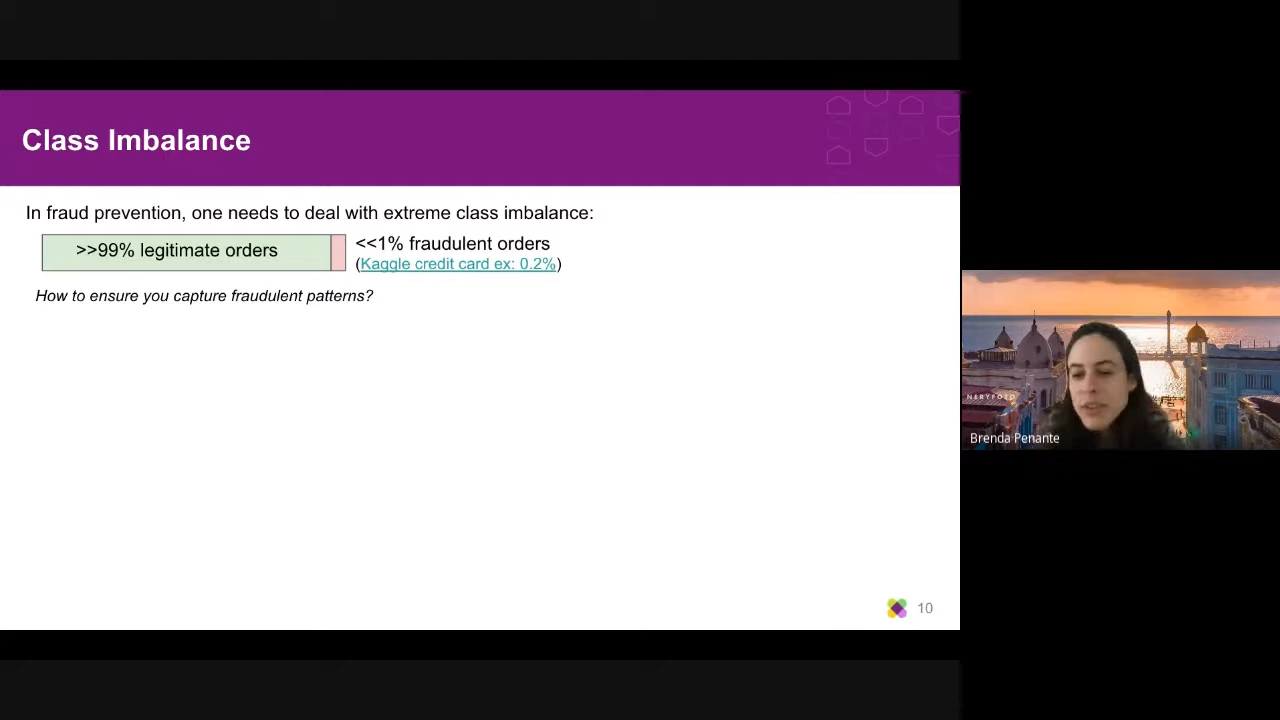 Class Imbalance
In fraud prevention, one needs to deal with extreme class imbalance:
>>99% legitimate orders
<<1% fraudulent orders
(Kaggle credit card ex: 0.2%)
How to ensure you capture fraudulent patterns?
NERYFOTO
Brenda Penante
10